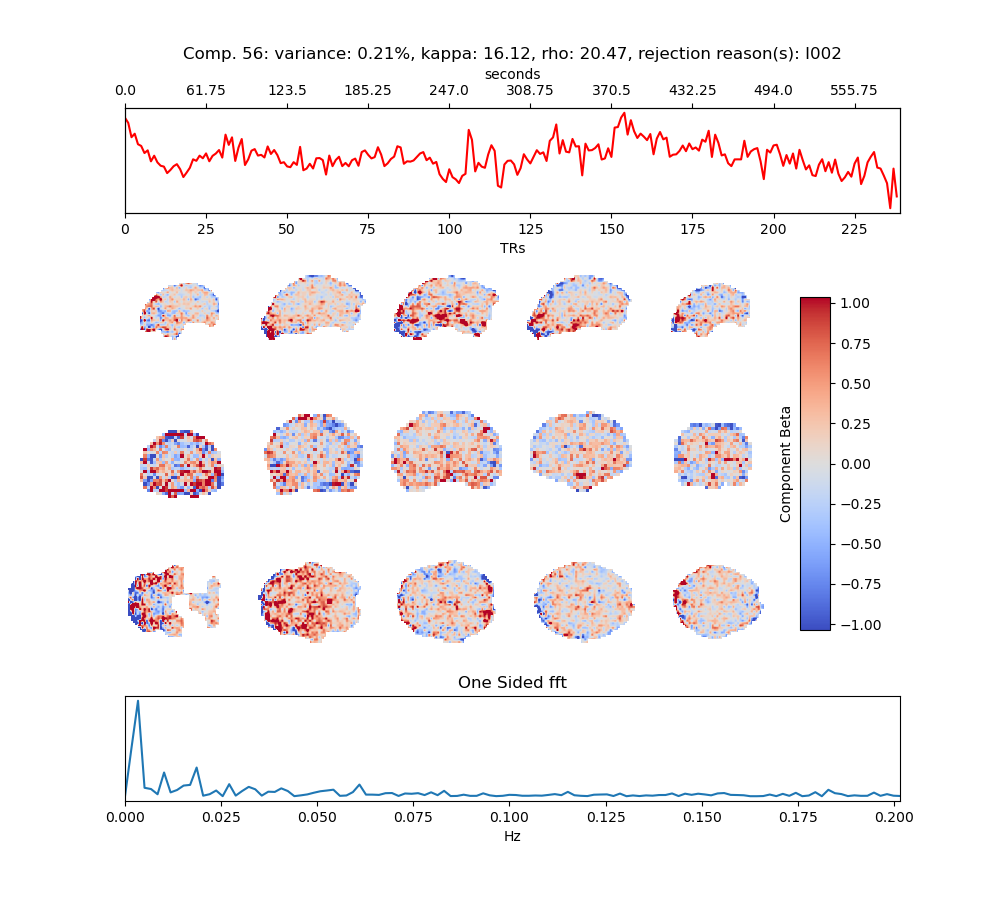 Comp. 56: variance: 0.21%, kappa: 16.12, rho: 20.47, rejection reason(s): I002
seconds
0.0 61.75 123.5 185.25 247.0 308.75 370.5 432.25 494.0 555.75
0 25 50 75 100 125 150 175 200 225
TRs
1.00
0.75
0.50
0.25
0.00
−0.25
−0.50
−0.75
−1.00
Component Beta
One Sided fft
0.000 0.025 0.050 0.075 0.100 0.125 0.150 0.175 0.200
Hz